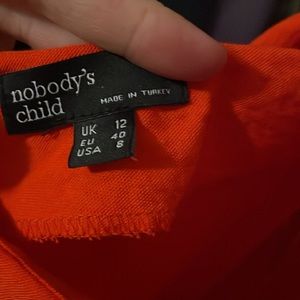 nobody's
child
MADE IN TURKEY
UK 12
EU 40
USA 8